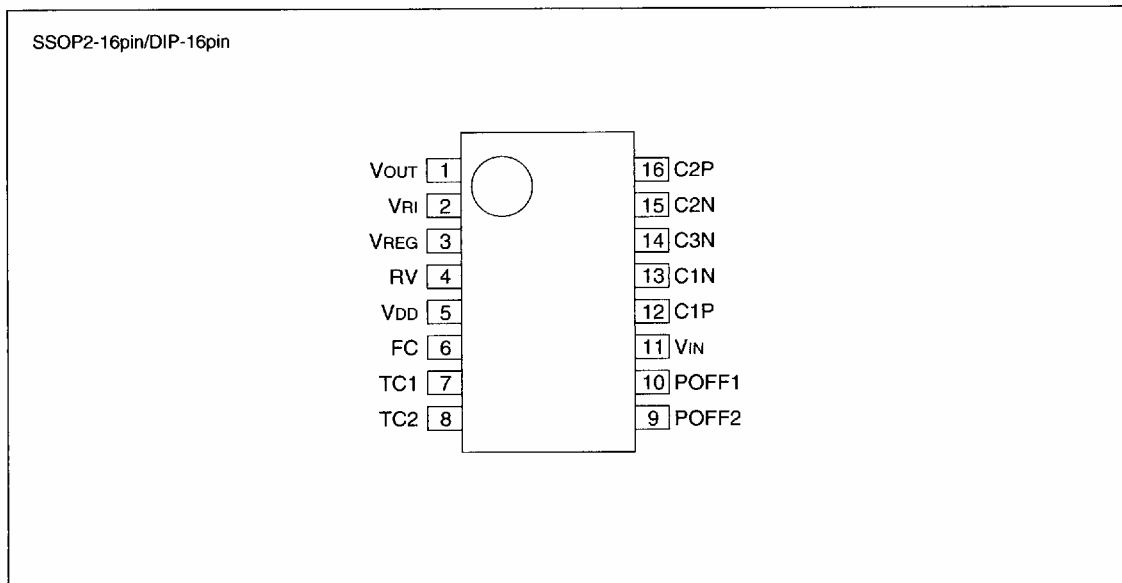 SSOP2-16pin/DIP-16pin
VOUT 1 16 C2P
VRI 2 15 C2N
VREG 3 14 C3N
RV 4 13 C1N
VDD 5 12 C1P
FC 6 11 VIN
TC1 7 10 POFF1
TC2 8 9 POFF2